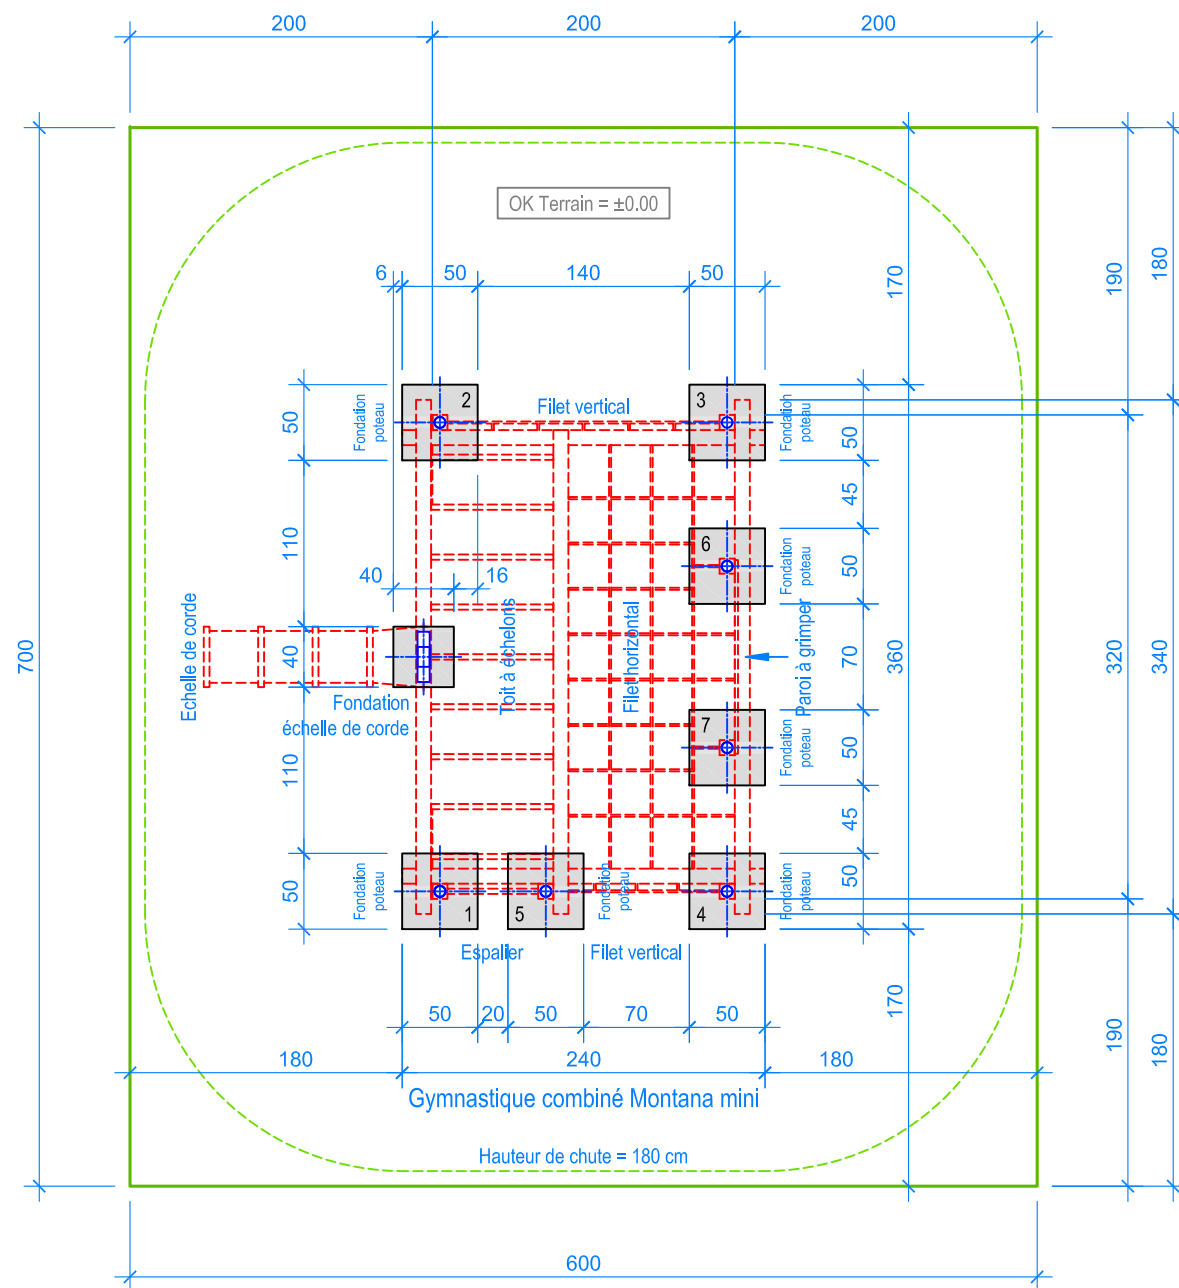 200
200
200
OK Terrain = ±0.00
6
50
140
50
170
190
180
2
3
Filet vertical
Fondation
poteau
Fondation
poteau
50
50
45
110
6
Fondation
poteau
50
40
16
Echelle de corde
Toit à échelons
Filet horizontal
Paroi à grimper
700
40
70
360
320
340
Fondation
échelle de corde
7
Fondation
poteau
50
110
45
Fondation
poteau
Fondation
poteau
Fondation
poteau
50
50
1
5
4
Espalier
Filet vertical
170
190
180
50
20
50
70
50
180
240
180
Gymnastique combiné Montana mini
Hauteur de chute = 180 cm
600